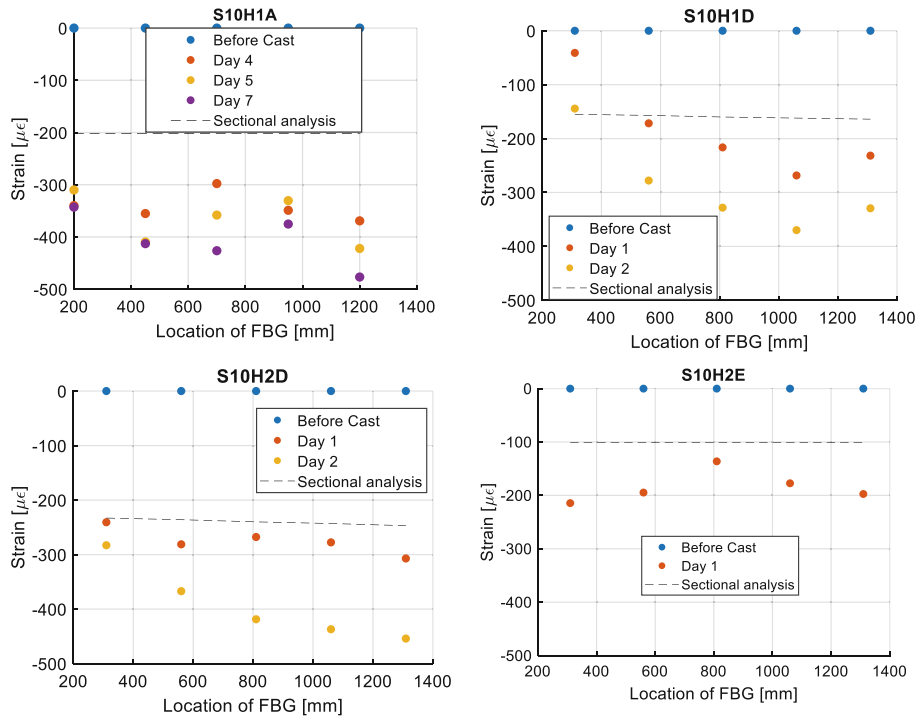 S10H1A
0
-100
-200
-300
-400
-500
Strain [με]
Before Cast
Day 4
Day 5
Day 7
Sectional analysis
200
400
600
800
1000
1200
1400
Location of FBG [mm]
S10H1D
0
-100
-200
-300
-400
-500
Strain [με]
Before Cast
Day 1
Day 2
Sectional analysis
200
400
600
800
1000
1200
1400
Location of FBG [mm]
S10H2D
0
-100
-200
-300
-400
-500
Strain [με]
Before Cast
Day 1
Day 2
Sectional analysis
200
400
600
800
1000
1200
1400
Location of FBG [mm]
S10H2E
0
-100
-200
-300
-400
-500
Strain [με]
Before Cast
Day 1
Sectional analysis
200
400
600
800
1000
1200
1400
Location of FBG [mm]